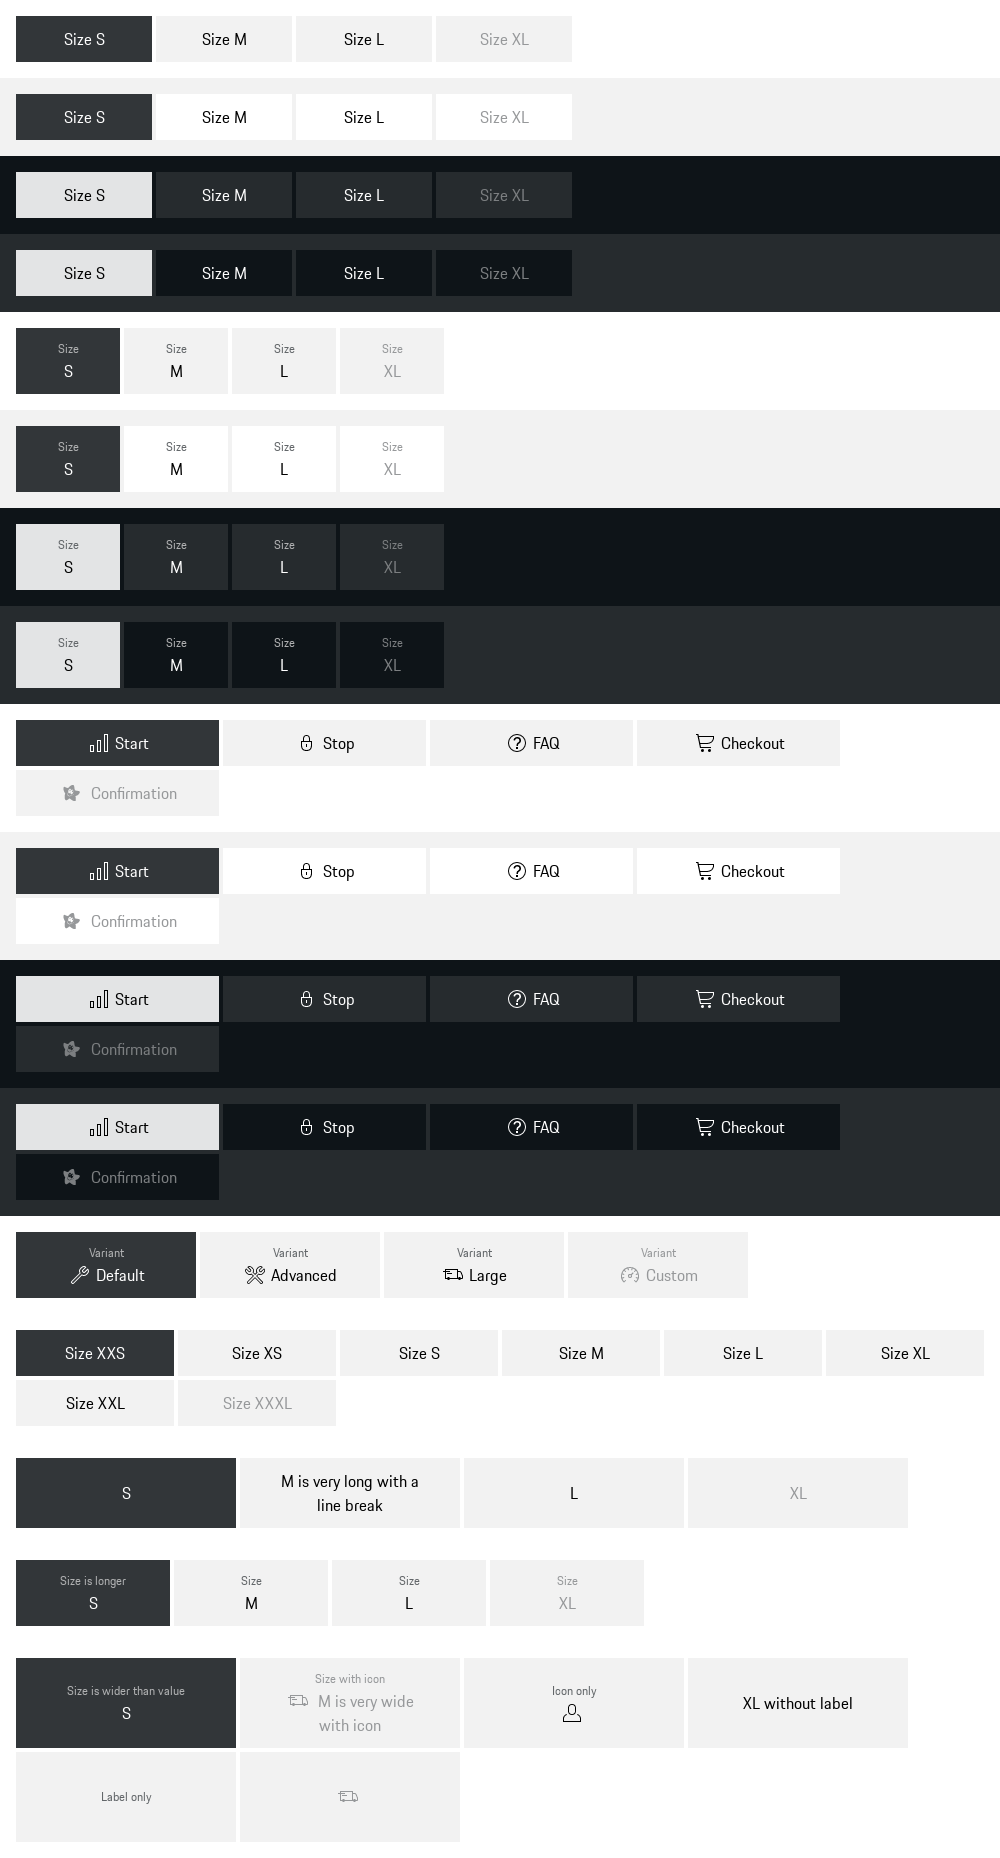 Size S Size M Size L Size XL
Size S Size M Size L Size XL
Size S Size M Size L Size XL
Size S Size M Size L Size XL
Size Size Size Size
S M L XL
Size Size Size Size
S M L XL
Size Size Size Size
S M L XL
Size Size Size Size
S M L XL
Start Stop FAQ Checkout
Confirmation
Start Stop FAQ Checkout
Confirmation
Start Stop FAQ Checkout
Confirmation
Start Stop FAQ Checkout
Confirmation
Variant Variant Variant Variant
Default Advanced Large Custom
Size XXS Size XS Size S Size M Size L Size XL
Size XXL Size XXXL
S
M is very long with a
line break
L
XL
Size is longer Size Size Size
S M L XL
Size is wider than value
S
Size with icon
M is very wide
with icon
Icon only
XL without label
Label only